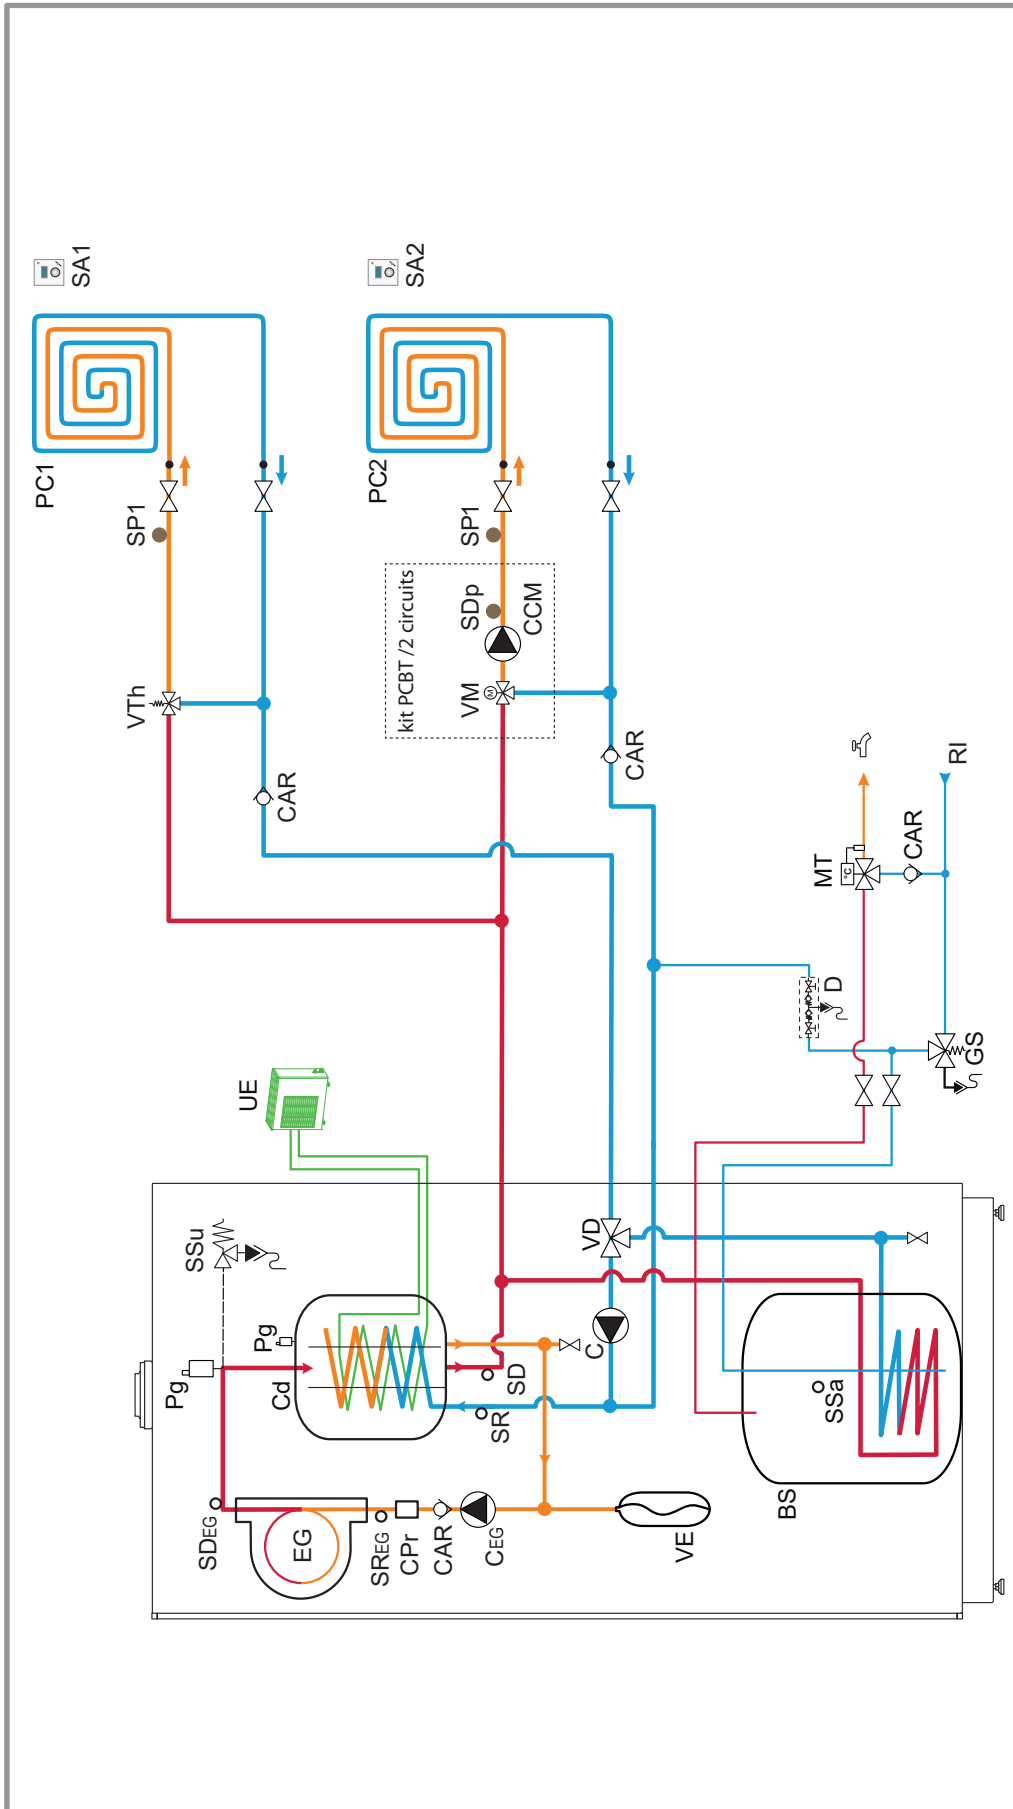 SA1
PC1
SP1
VTh
CAR
SA2
PC2
SP1
kit PCBT /2 circuits
SDp
CCM
VM
CAR
UE
RI
MT
°C
CAR
D
GS
M
SSu
Pg
Pg
Cd
SD
SR
VD
C
SDEG
EG
SREG
CPr
CAR
CEG
VE
SSa
BS